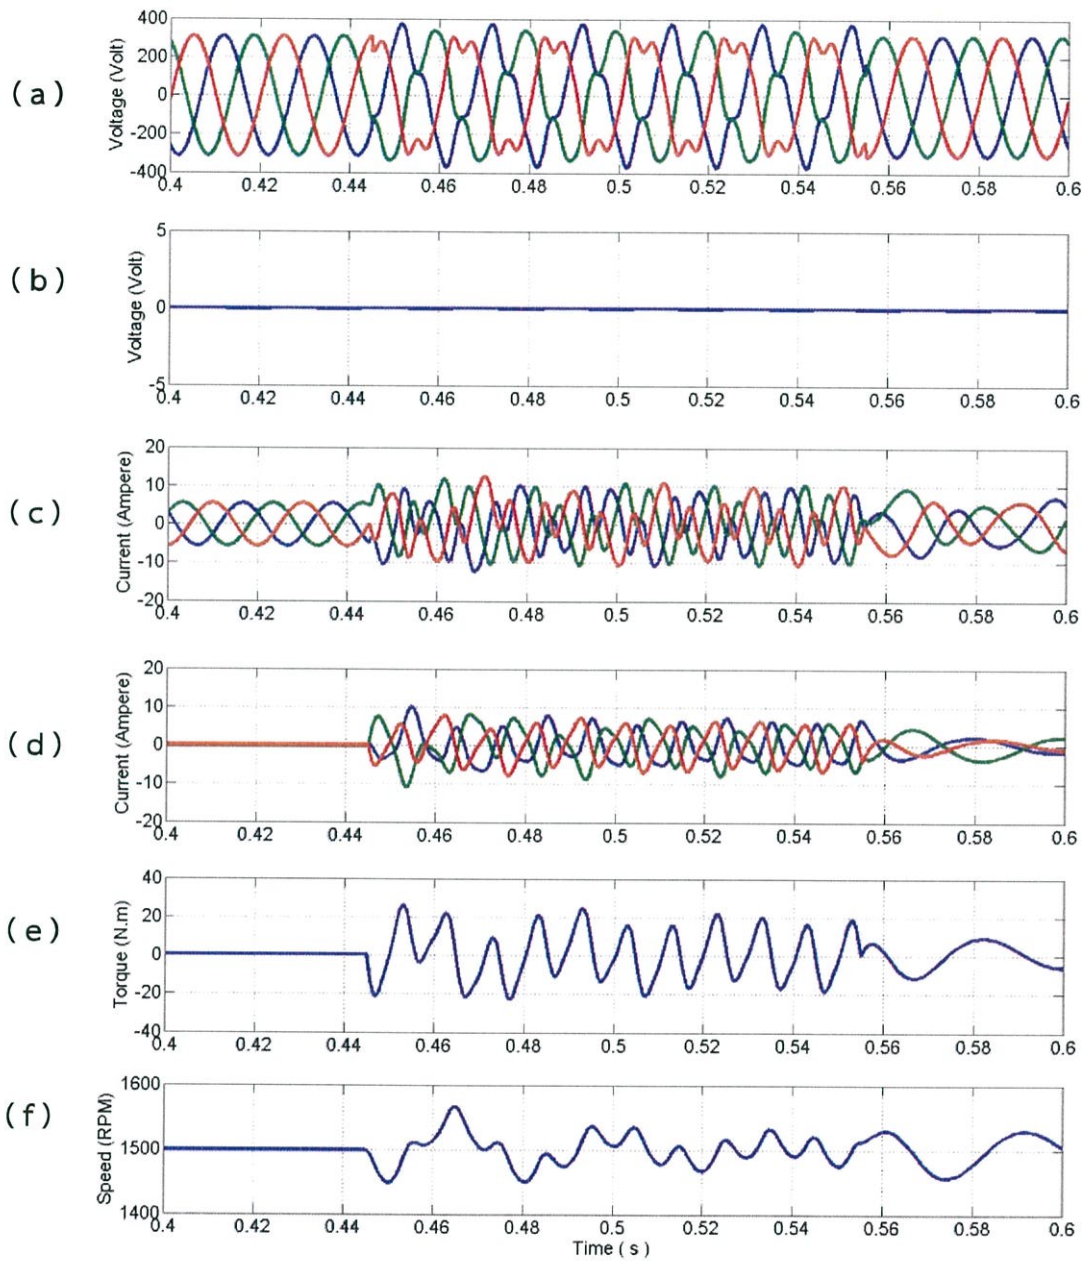 (a)
Voltage (Volt)
400
200
0
-200
-400
0.4 0.42 0.44 0.46 0.48 0.5 0.52 0.54 0.56 0.58 0.6
(b)
Voltage (Volt)
5
0
-5
0.4 0.42 0.44 0.46 0.48 0.5 0.52 0.54 0.56 0.58 0.6
(c)
Current (Ampere)
20
10
0
-10
-20
0.4 0.42 0.44 0.46 0.48 0.5 0.52 0.54 0.56 0.58 0.6
(d)
Current (Ampere)
20
10
0
-10
-20
0.4 0.42 0.44 0.46 0.48 0.5 0.52 0.54 0.56 0.58 0.6
(e)
Torque (N.m)
40
20
0
-20
-40
0.4 0.42 0.44 0.46 0.48 0.5 0.52 0.54 0.56 0.58 0.6
(f)
Speed (RPM)
1600
1500
1400
0.4 0.42 0.44 0.46 0.48 0.5 0.52 0.54 0.56 0.58 0.6
Time ( s )